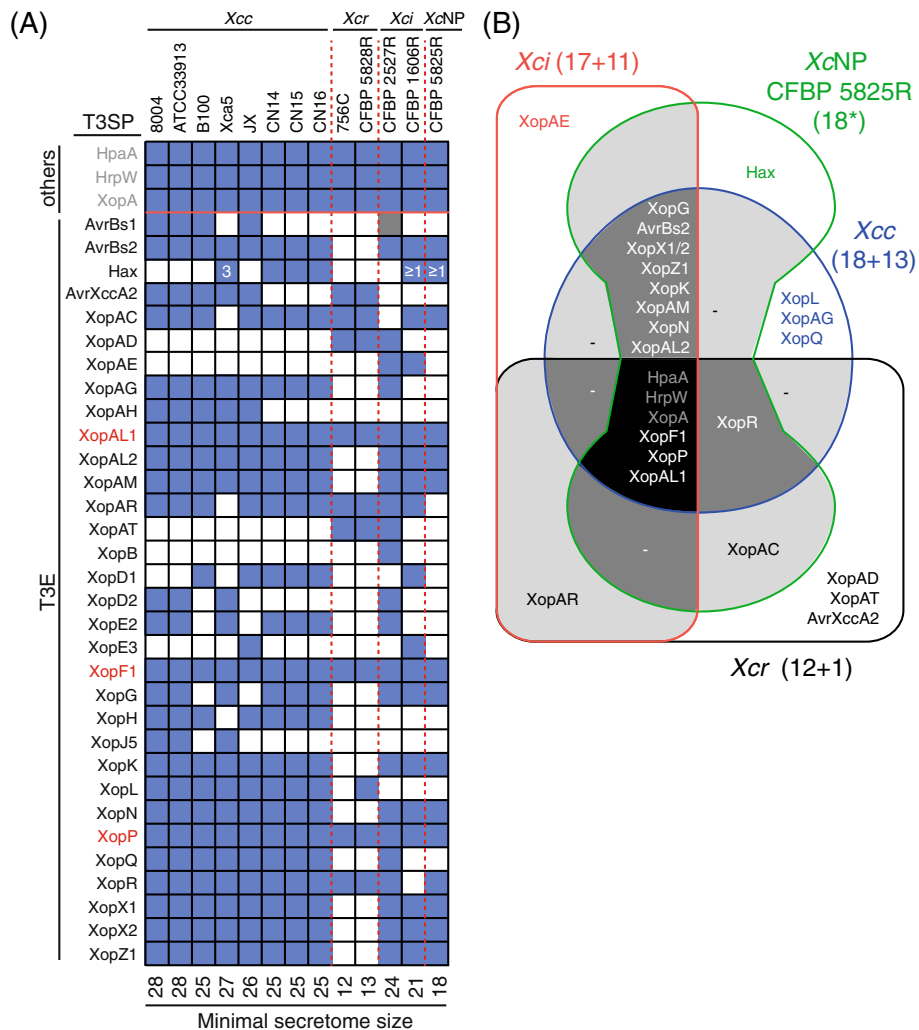 (A)
Xcc Xcr Xci XcNP
T3SP 8004 ATCC33913 B100 Xca5 JX CN14 CN15 CN16 756C CFBP 5828R CFBP 2527R CFBP 1606R CFBP 5825R
others
HpaA
HrpW
XopA
T3E
AvrBs1
AvrBs2
Hax 3 ≥1 ≥1
AvrXccA2
XopAC
XopAD
XopAE
XopAG
XopAH
XopAL1
XopAL2
XopAM
XopAR
XopAT
XopB
XopD1
XopD2
XopE2
XopE3
XopF1
XopG
XopH
XopJ5
XopK
XopL
XopN
XopP
XopQ
XopR
XopX1
XopX2
XopZ1
28 28 25 27 26 25 25 25 12 13 24 21 18
Minimal secretome size
(B)
Xci (17+11)
XcNP
CFBP 5825R
(18*)
Xcc
(18+13)
XopAE
Hax
XopG
AvrBs2
XopX1/2
XopZ1
XopK
XopAM
XopN
XopAL2
-
-
XopL
XopAG
XopQ
HpaA
HrpW
XopA
XopF1
XopP
XopAL1
-
XopR
-
-
XopAC
XopAR
XopAD
XopAT
AvrXccA2
Xcr (12+1)